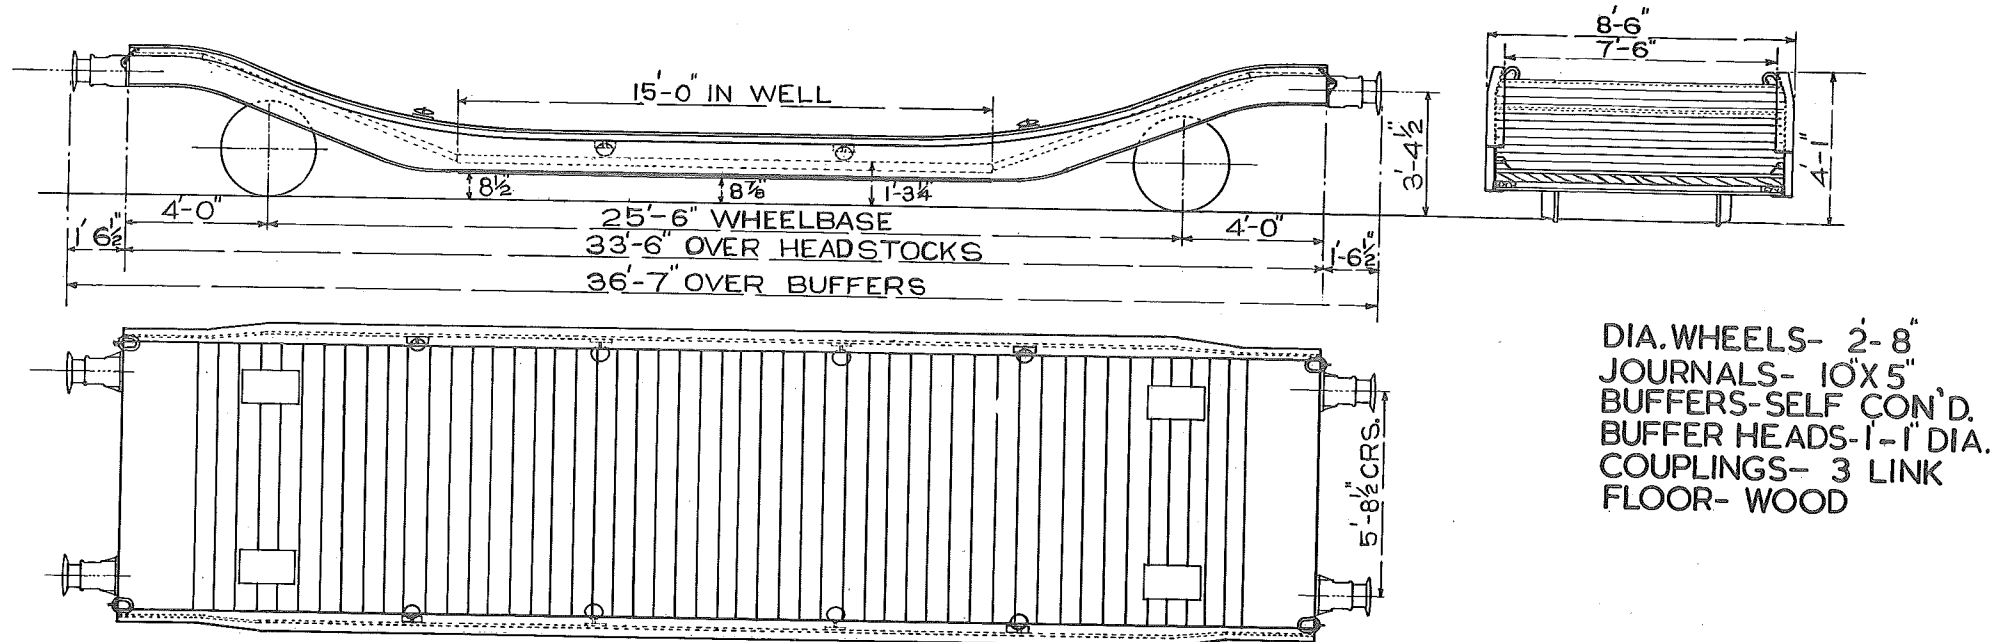 8'-6"
7'-6"
15'-0" IN WELL
3'-4½"
4'-1"
8½"
8⅞"
1'-3¼"
4'-0"
25'-6" WHEELBASE
4'-0"
1' 6½"
33'-6" OVER HEADSTOCKS
1'-6½"
36'-7" OVER BUFFERS
5'-8½" CRS.
DIA. WHEELS- 2'-8"
JOURNALS- 10"X 5"
BUFFERS-SELF CON'D.
BUFFER HEADS-1'-1" DIA.
COUPLINGS- 3 LINK
FLOOR- WOOD